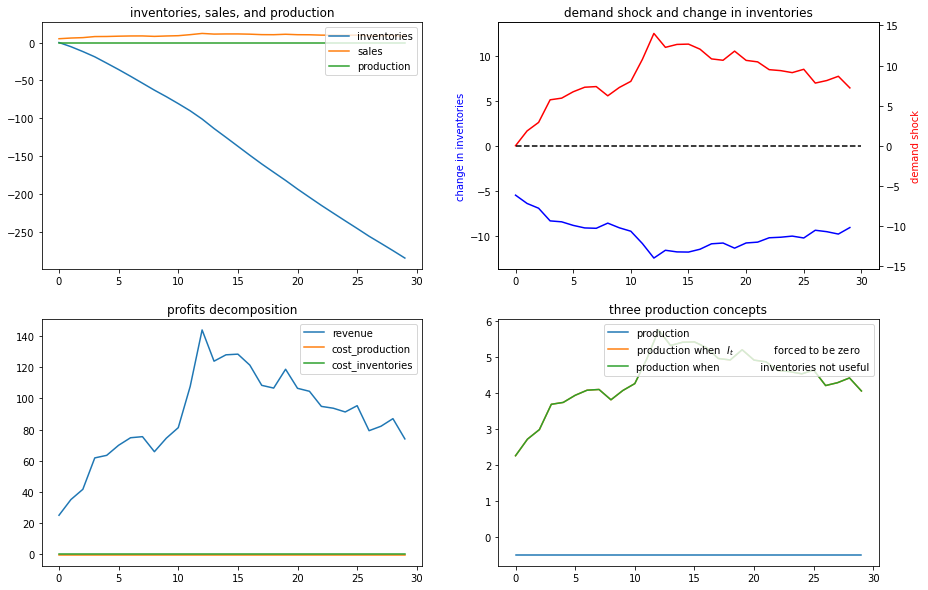 inventories, sales, and production
inventories
sales
production
0
−50
−100
−150
−200
−250
0 5 10 15 20 25 30
demand shock and change in inventories
change in inventories
demand shock
10
5
0
−5
−10
15
10
5
0
−5
−10
−15
0 5 10 15 20 25 30
profits decomposition
revenue
cost_production
cost_inventories
140
120
100
80
60
40
20
0
0 5 10 15 20 25 30
three production concepts
production
production when I_t forced to be zero
production when inventories not useful
6
5
4
3
2
1
0
0 5 10 15 20 25 30